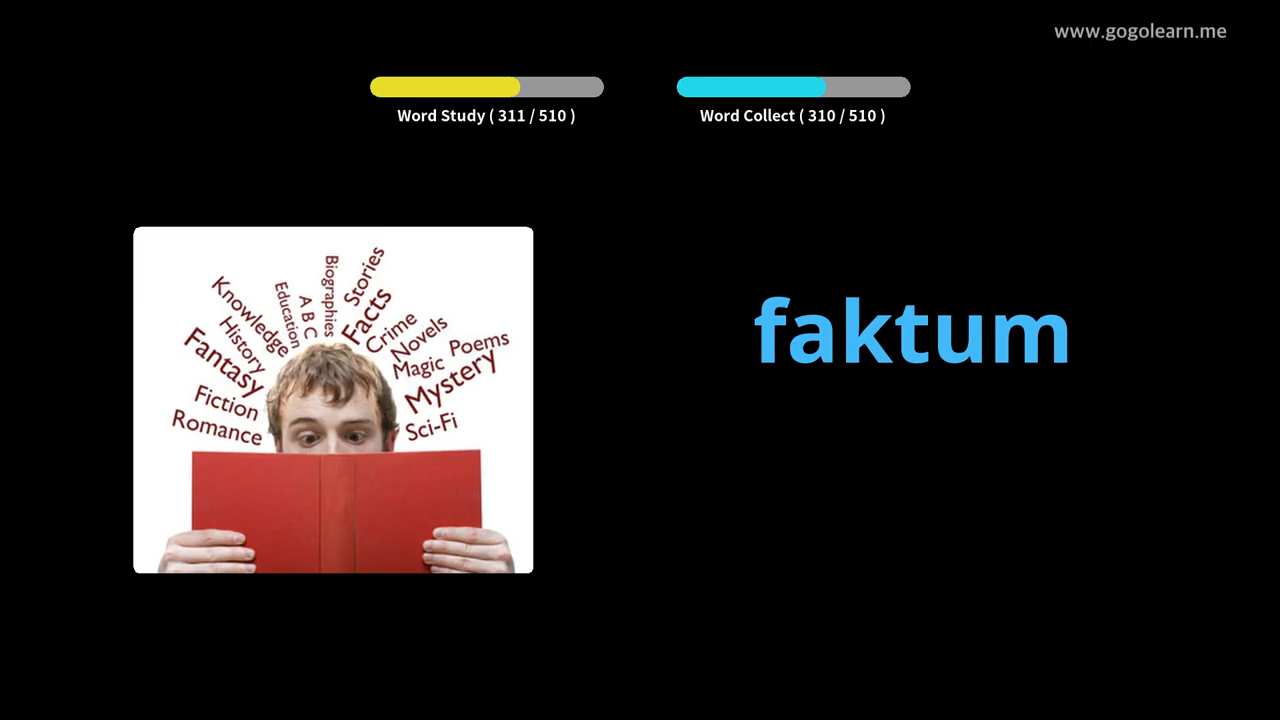 www.gogolearn.me
Word Study ( 311 / 510 )
Word Collect ( 310 / 510 )
faktum
Romance
Fiction
Fantasy
History
Knowledge
Education
A B C
Biographies
Stories
Facts
Crime
Novels
Magic
Poems
Mystery
Sci-Fi